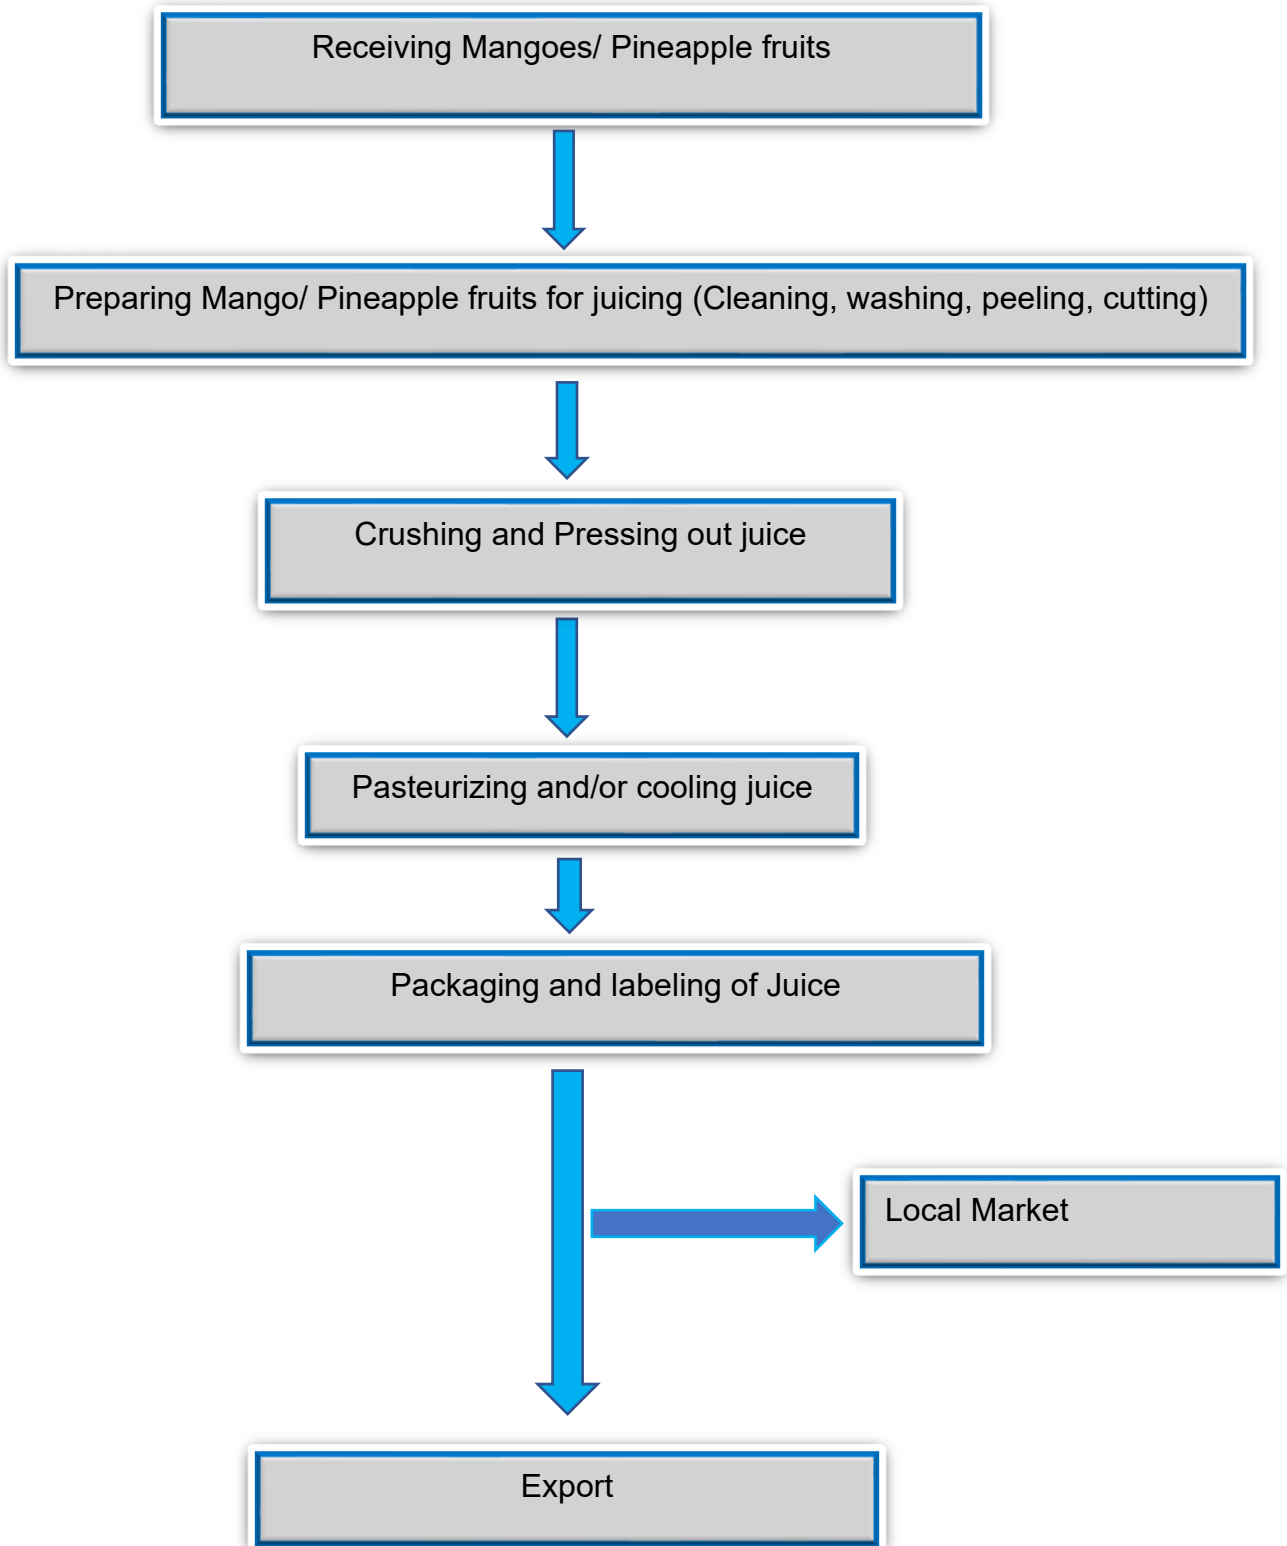 Receiving Mangoes/ Pineapple fruits
Preparing Mango/ Pineapple fruits for juicing (Cleaning, washing, peeling, cutting)
Crushing and Pressing out juice
Pasteurizing and/or cooling juice
Packaging and labeling of Juice
Local Market
Export